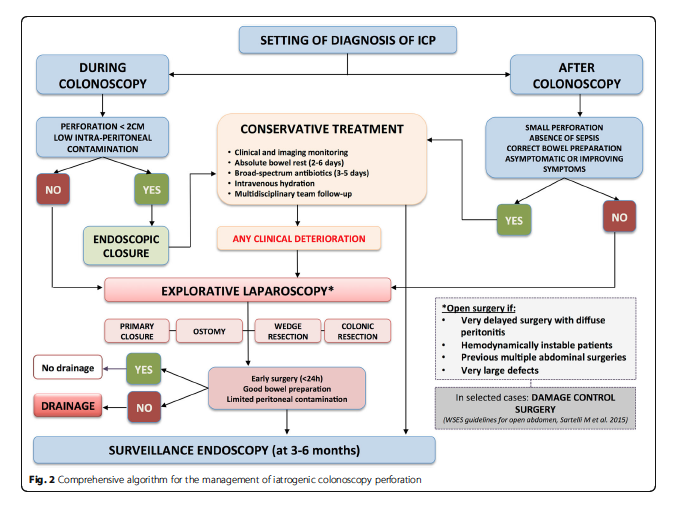 SETTING OF DIAGNOSIS OF ICP
DURING
COLONOSCOPY
AFTER
COLONOSCOPY
PERFORATION < 2CM
LOW INTRA-PERITONEAL
CONTAMINATION
CONSERVATIVE TREATMENT
• Clinical and imaging monitoring
• Absolute bowel rest (2-6 days)
• Broad-spectrum antibiotics (3-5 days)
• Intravenous hydration
• Multidisciplinary team follow-up
SMALL PERFORATION
ABSENCE OF SEPSIS
CORRECT BOWEL PREPARATION
ASYMPTOMATIC OR IMPROVING
SYMPTOMS
NO
YES
YES
NO
ENDOSCOPIC
CLOSURE
ANY CLINICAL DETERIORATION
EXPLORATIVE LAPAROSCOPY*
PRIMARY
CLOSURE
OSTOMY
WEDGE
RESECTION
COLONIC
RESECTION
*Open surgery if:
• Very delayed surgery with diffuse
peritonitis
• Hemodynamically instable patients
• Previous multiple abdominal surgeries
• Very large defects
No drainage
YES
DRAINAGE
NO
Early surgery (<24h)
Good bowel preparation
Limited peritoneal contamination
In selected cases: DAMAGE CONTROL
SURGERY
(WSES guidelines for open abdomen, Sartelli M et al. 2015)
SURVEILLANCE ENDOSCOPY (at 3-6 months)
Fig. 2 Comprehensive algorithm for the management of iatrogenic colonoscopy perforation